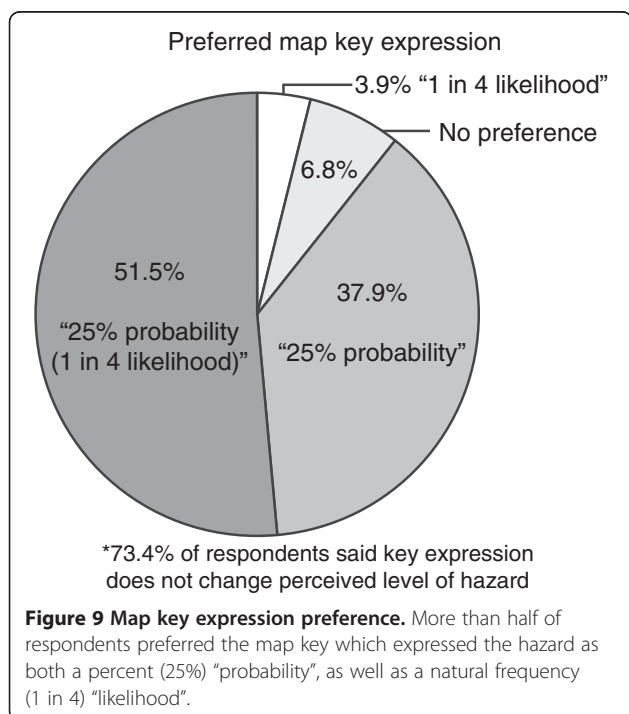 Preferred map key expression
3.9% “1 in 4 likelihood”
No preference
6.8%
51.5%
“25% probability
(1 in 4 likelihood)”
37.9%
“25% probability”
*73.4% of respondents said key expression
does not change perceived level of hazard
Figure 9 Map key expression preference. More than half of
respondents preferred the map key which expressed the hazard as
both a percent (25%) “probability”, as well as a natural frequency
(1 in 4) “likelihood”.